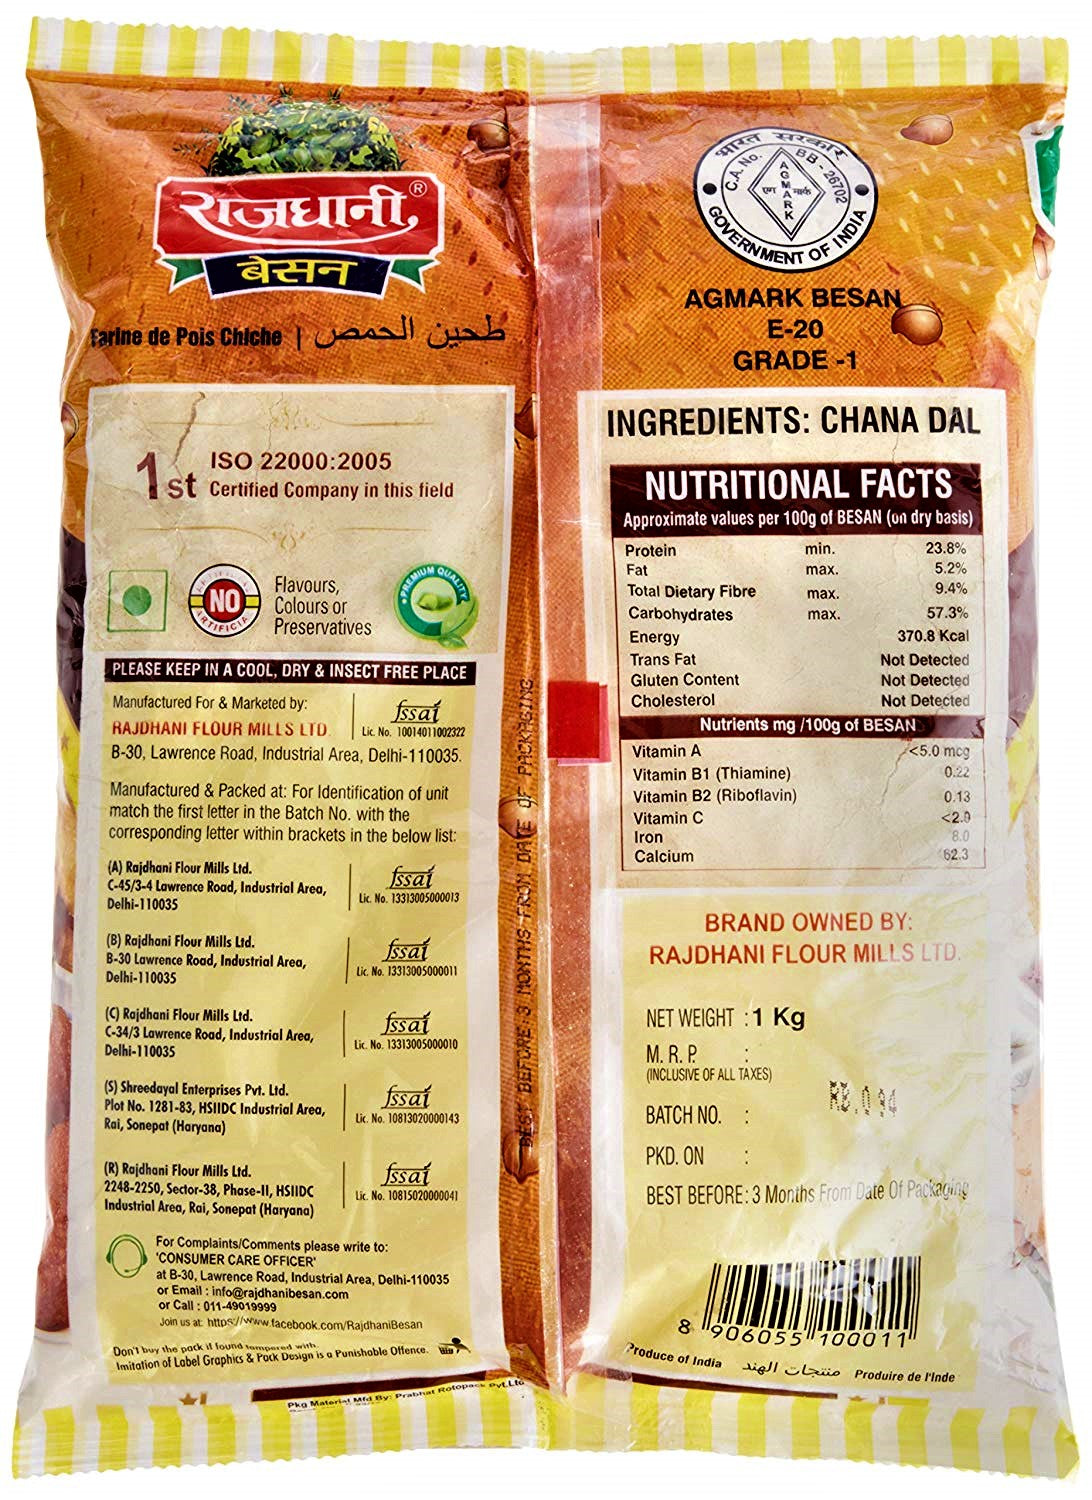 राजधानी®
बेसन
Farine de Pois Chiche | طحين الحمص
1st
ISO 22000:2005
Certified Company in this field
NO
ARTIFICIAL
Flavours,
Colours or
Preservatives
PREMIUM QUALITY
PLEASE KEEP IN A COOL, DRY & INSECT FREE PLACE
Manufactured For & Marketed by:
RAJDHANI FLOUR MILLS LTD.
fssai
Lic. No. 10014011002322
B-30, Lawrence Road, Industrial Area, Delhi-110035.
Manufactured & Packed at: For Identification of unit
match the first letter in the Batch No. with the
corresponding letter within brackets in the below list:
(A) Rajdhani Flour Mills Ltd.
C-45/3-4 Lawrence Road, Industrial Area,
Delhi-110035
fssai
Lic. No. 13313005000013
(B) Rajdhani Flour Mills Ltd.
B-30 Lawrence Road, Industrial Area,
Delhi-110035
fssai
Lic. No. 13313005000011
(C) Rajdhani Flour Mills Ltd.
C-34/3 Lawrence Road, Industrial Area,
Delhi-110035
fssai
Lic. No. 13313005000010
(S) Shreedayal Enterprises Pvt. Ltd.
Plot No. 1281-83, HSIIDC Industrial Area,
Rai, Sonepat (Haryana)
fssai
Lic. No. 10813020000143
(R) Rajdhani Flour Mills Ltd.
2248-2250, Sector-38, Phase-II, HSIIDC
Industrial Area, Rai, Sonepat (Haryana)
fssai
Lic. No. 10815020000041
For Complaints/Comments please write to:
'CONSUMER CARE OFFICER'
at B-30, Lawrence Road, Industrial Area, Delhi-110035
or Email : info@rajdhanibesan.com
or Call : 011-49019999
Join us at: https://www.facebook.com/RajdhaniBesan
Don't buy the pack if found tampered with.
Imitation of Label Graphics & Pack Design is a Punishable Offence.
Pkg Material Mfd By: Prabhat Rotopack Pvt.Ltd
BEST BEFORE: 3 MONTHS FROM DATE OF PACKAGING
भारत सरकार
C.A. No. BB - 26702
एग मार्क
AGMARK
GOVERNMENT OF INDIA
AGMARK BESAN
E-20
GRADE -1
INGREDIENTS: CHANA DAL
NUTRITIONAL FACTS
Approximate values per 100g of BESAN (on dry basis)
Protein min. 23.8%
Fat max. 5.2%
Total Dietary Fibre max. 9.4%
Carbohydrates max. 57.3%
Energy 370.8 Kcal
Trans Fat Not Detected
Gluten Content Not Detected
Cholesterol Not Detected
Nutrients mg /100g of BESAN
Vitamin A <5.0 mcg
Vitamin B1 (Thiamine) 0.22
Vitamin B2 (Riboflavin) 0.13
Vitamin C <2.0
Iron 8.0
Calcium 62.3
BRAND OWNED BY:
RAJDHANI FLOUR MILLS LTD.
NET WEIGHT : 1 Kg
M. R. P. :
(INCLUSIVE OF ALL TAXES)
BATCH NO. :
PKD. ON :
BEST BEFORE: 3 Months From Date Of Packaging
8 906055 100011
Produce of India منتجات الهند Produire de l'Inde